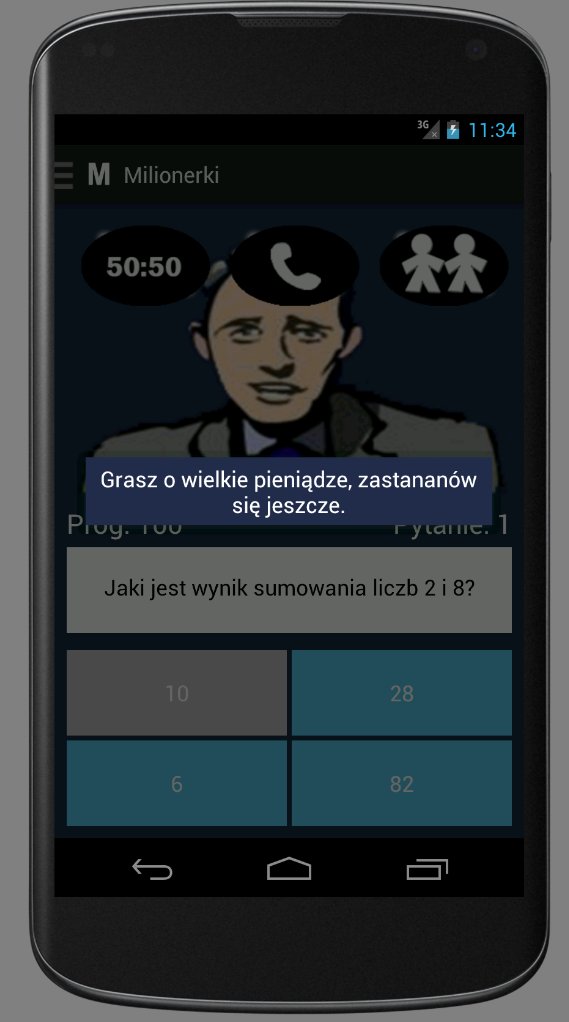 3G 11:34
M Milionerki
50:50
Grasz o wielkie pieniądze, zastananów
się jeszcze.
Próg: 100 Pytanie: 1
Jaki jest wynik sumowania liczb 2 i 8?
10 28
6 82